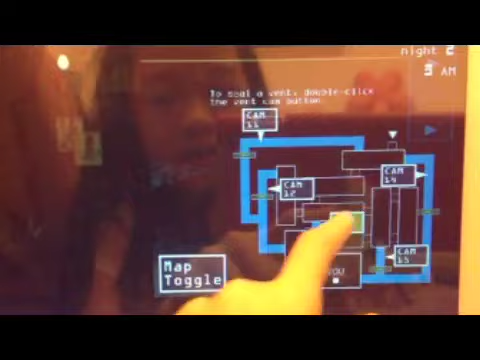 night 2
3 AM
To seal a vent, double-click
the vent cam button.
CAM
11
CAM
12
CAM
14
CAM
15
YOU
Map
Toggle